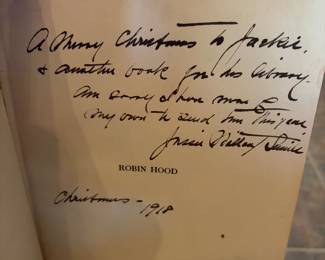 A Merry Christmas to Jackie,
& another book for his library.
Am sorry I have none of
my own to send him this year
Jessie Willcox Smith
ROBIN HOOD
Christmas -
1918